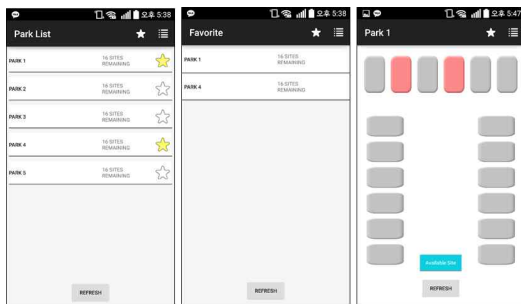 오후 5:38
Park List
PARK 1
16 SITES
REMAINING
PARK 2
16 SITES
REMAINING
PARK 3
16 SITES
REMAINING
PARK 4
16 SITES
REMAINING
PARK 5
16 SITES
REMAINING
REFRESH
오후 5:38
Favorite
PARK 1
16 SITES
REMAINING
PARK 4
16 SITES
REMAINING
REFRESH
오후 5:47
Park 1
Available Site
REFRESH